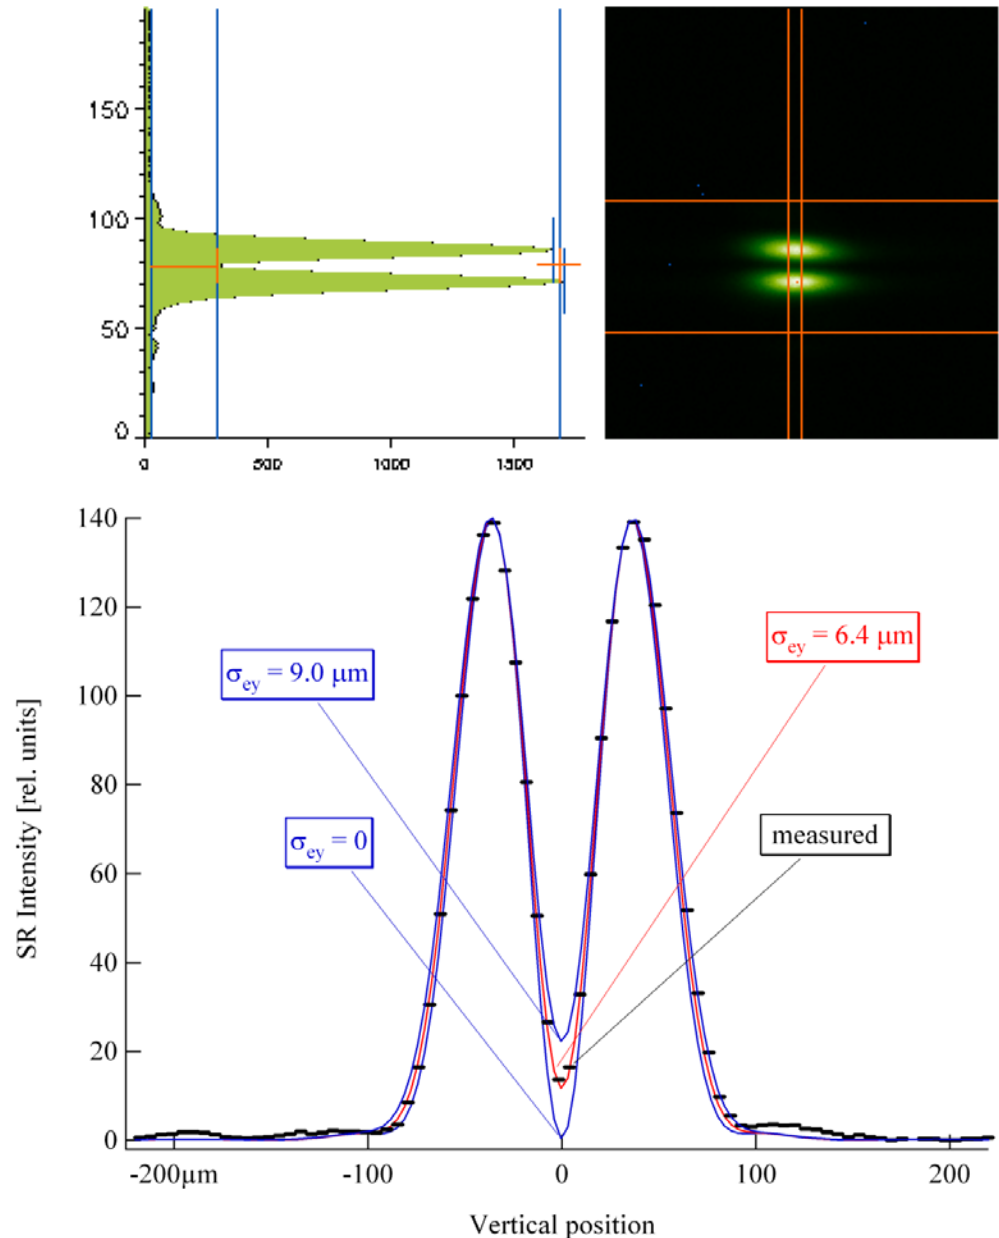 150
100
50
0
0 500 1000 1500
140
120
100
80
60
40
20
0
SR Intensity [rel. units]
σey = 9.0 μm
σey = 6.4 μm
σey = 0
measured
-200μm -100 0 100 200
Vertical position